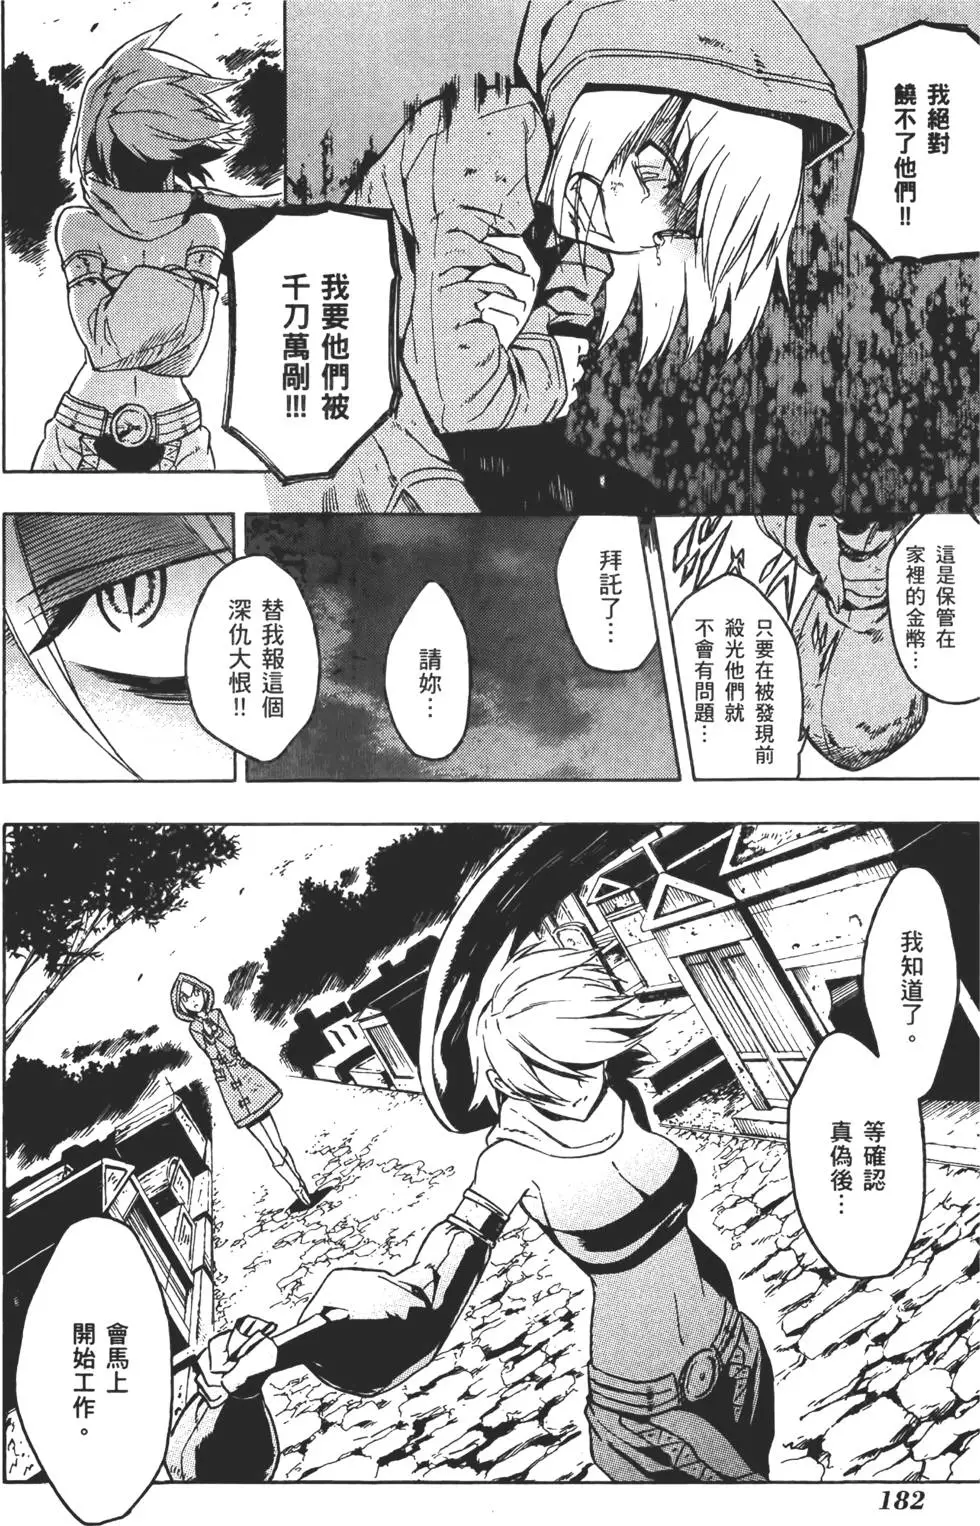 我絕對
饒不了他們!!
我要他們被
千刀萬剮!!!
這是保管在
家裡的金幣…
只要在被發現前
殺光他們就
不會有問題…
拜託了…
請妳…
替我報這個
深仇大恨!!
我知道了。
等確認
真偽後…
會馬上
開始工作。
182